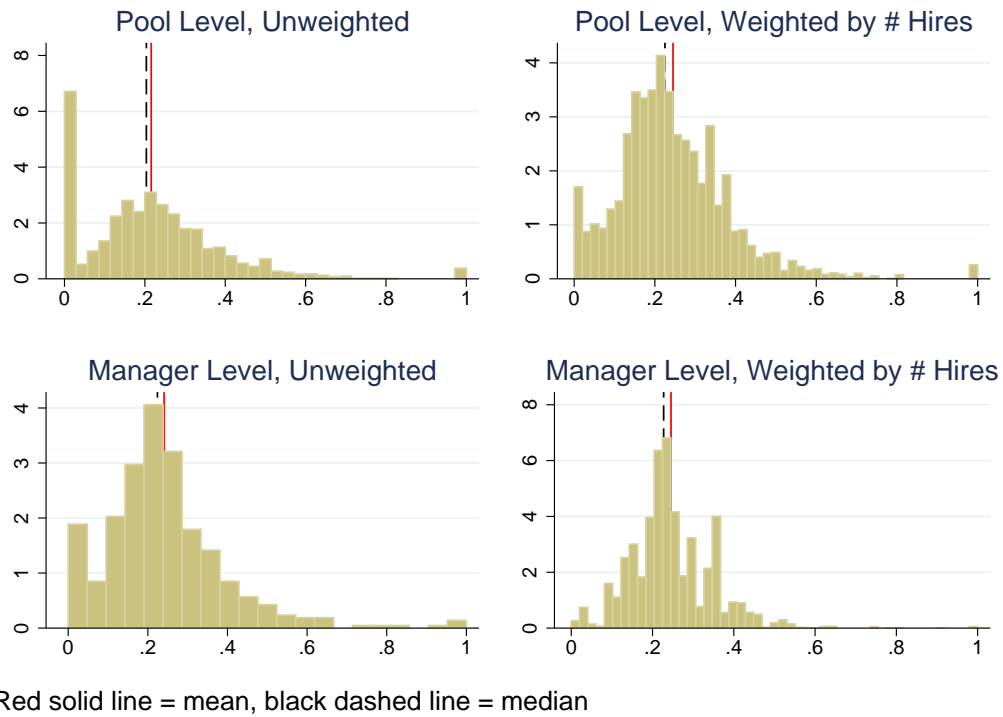 Pool Level, Unweighted
8
6
4
2
0
0 .2 .4 .6 .8 1
Pool Level, Weighted by # Hires
4
3
2
1
0
0 .2 .4 .6 .8 1
Manager Level, Unweighted
4
3
2
1
0
0 .2 .4 .6 .8 1
Manager Level, Weighted by # Hires
8
6
4
2
0
0 .2 .4 .6 .8 1
Red solid line = mean, black dashed line = median